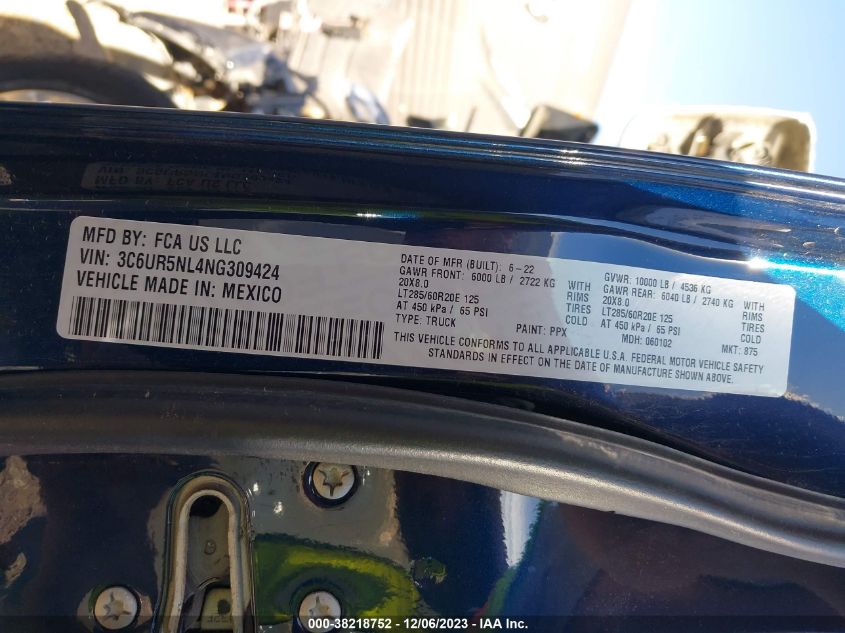 MFD BY: FCA US LLC
VIN: 3C6UR5NL4NG309424
VEHICLE MADE IN: MEXICO
DATE OF MFR (BUILT): 6-22
GAWR FRONT: 6000 LB / 2722 KG WITH
20X8.0 RIMS
LT285/60R20E 125 TIRES
AT 450 kPa / 65 PSI COLD
TYPE: TRUCK PAINT: PPX
GVWR: 10000 LB / 4536 KG
GAWR REAR: 6040 LB / 2740 KG WITH
20X8.0 RIMS
LT285/60R20E 125 TIRES
AT 450 kPa / 65 PSI COLD
MDH: 060102 MKT: 875
THIS VEHICLE CONFORMS TO ALL APPLICABLE U.S.A. FEDERAL MOTOR VEHICLE SAFETY
STANDARDS IN EFFECT ON THE DATE OF MANUFACTURE SHOWN ABOVE.
000-38218752 - 12/06/2023 - IAA Inc.